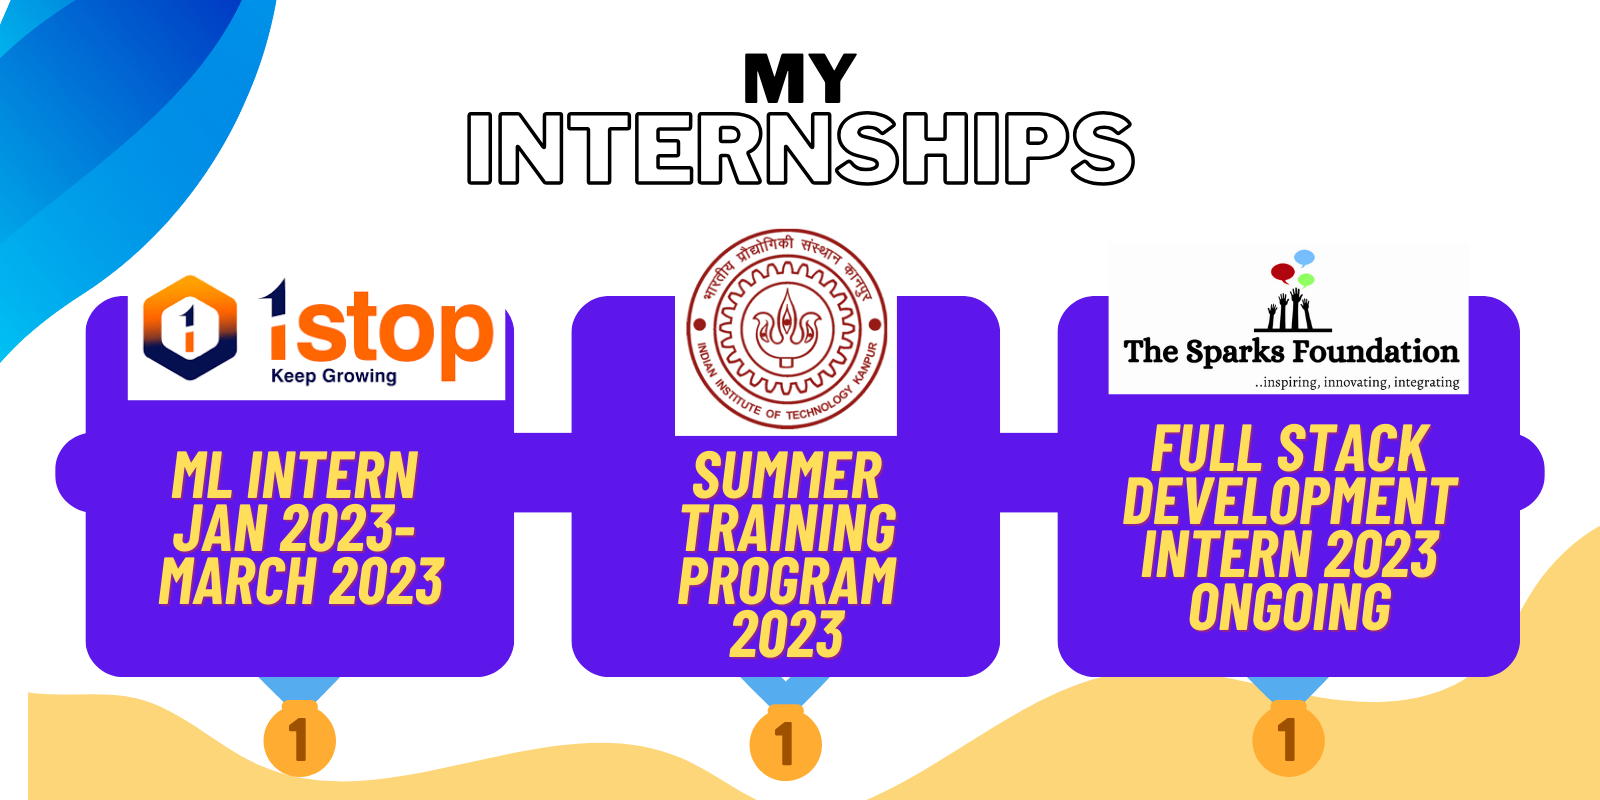 MY
INTERNSHIPS
1
1stop
Keep Growing
भारतीय प्रौद्योगिकी संस्थान कानपुर
INDIAN INSTITUTE OF TECHNOLOGY KANPUR
The Sparks Foundation
..inspiring, innovating, integrating
ML INTERN
JAN 2023-
MARCH 2023
SUMMER
TRAINING
PROGRAM
2023
FULL STACK
DEVELOPMENT
INTERN 2023
ONGOING
1
1
1